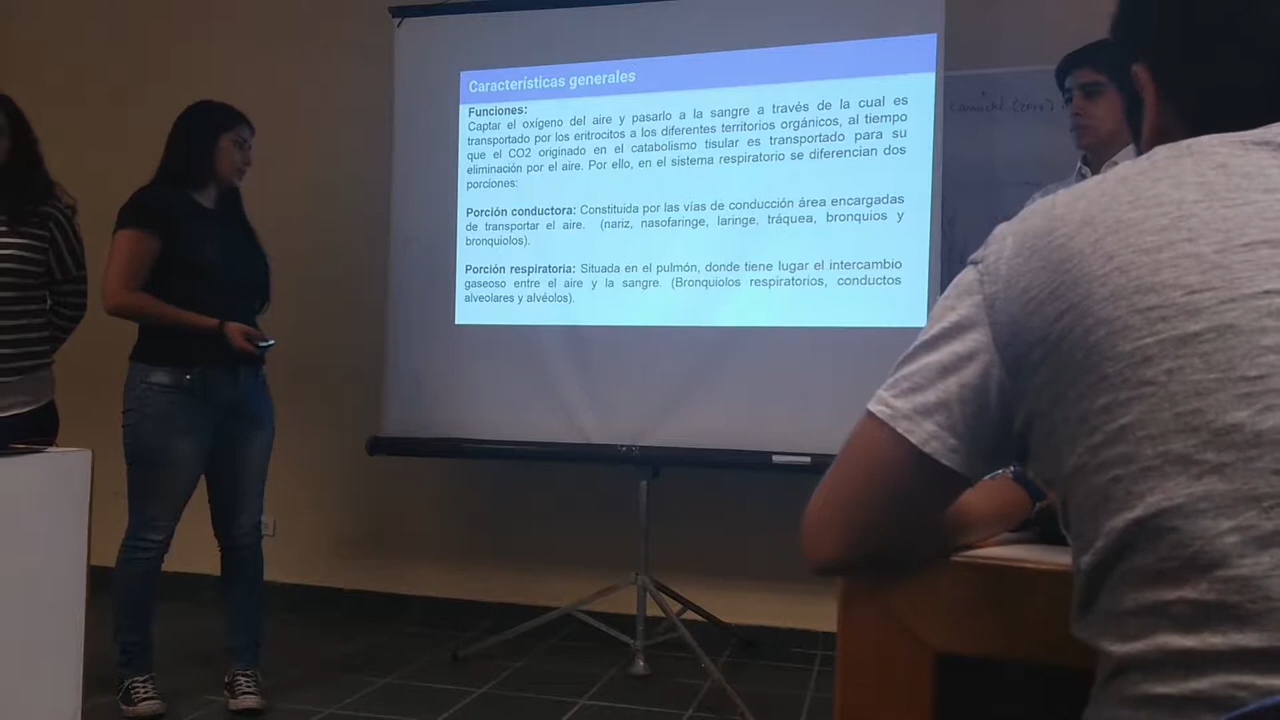 Características generales
Funciones:
Captar el oxígeno del aire y pasarlo a la sangre a través de la cual es
transportado por los eritrocitos a los diferentes territorios orgánicos, al tiempo
que el CO2 originado en el catabolismo tisular es transportado para su
eliminación por el aire. Por ello, en el sistema respiratorio se diferencian dos
porciones:
Porción conductora: Constituida por las vías de conducción área encargadas
de transportar el aire. (nariz, nasofaringe, laringe, tráquea, bronquios y
bronquiolos).
Porción respiratoria: Situada en el pulmón, donde tiene lugar el intercambio
gaseoso entre el aire y la sangre. (Bronquiolos respiratorios, conductos
alveolares y alvéolos).